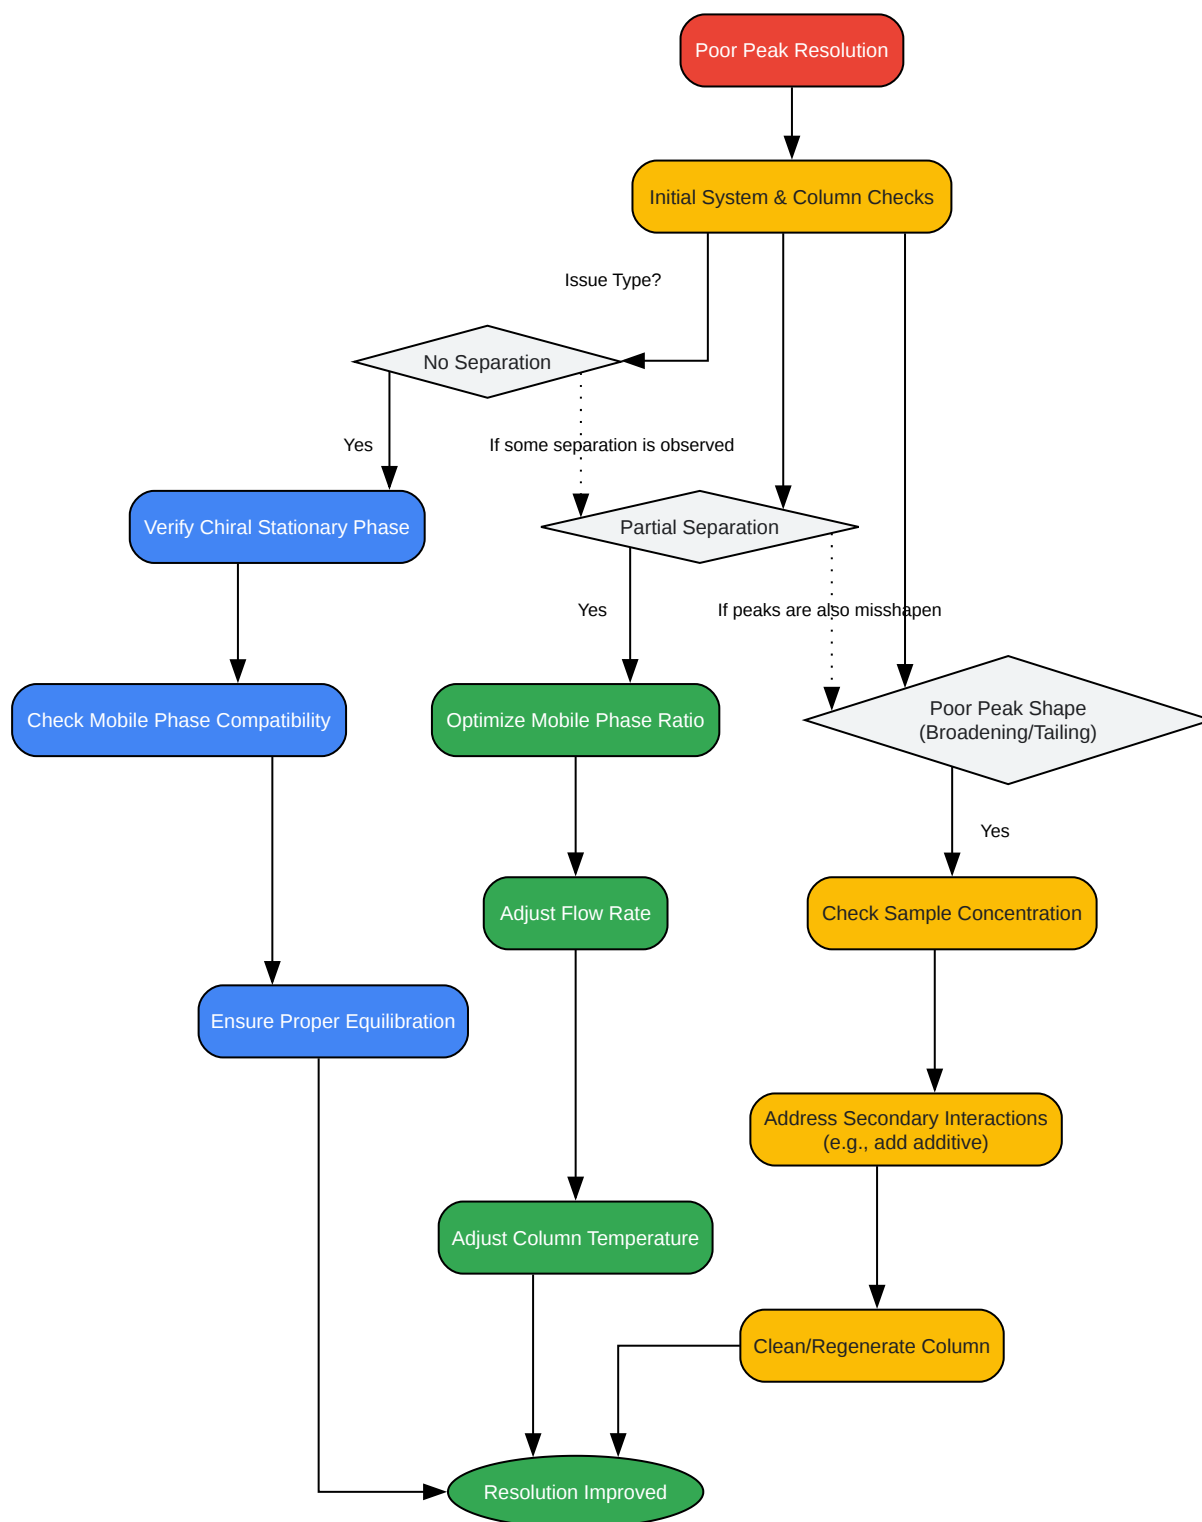 Poor Peak Resolution
Initial System & Column Checks
Issue Type?
No Separation
Yes
If some separation is observed
Verify Chiral Stationary Phase
Partial Separation
Yes
If peaks are also misshapen
Check Mobile Phase Compatibility
Optimize Mobile Phase Ratio
Poor Peak Shape
(Broadening/Tailing)
Yes
Adjust Flow Rate
Check Sample Concentration
Ensure Proper Equilibration
Address Secondary Interactions
(e.g., add additive)
Adjust Column Temperature
Clean/Regenerate Column
Resolution Improved